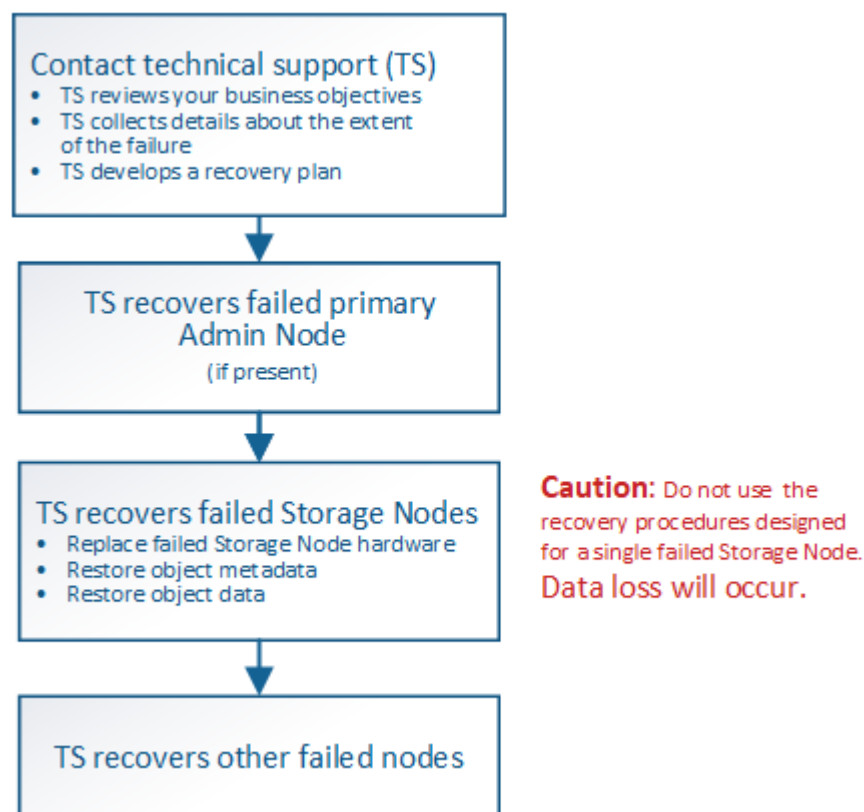 Contact technical support (TS)
• TS reviews your business objectives
• TS collects details about the extent
of the failure
• TS develops a recovery plan
TS recovers failed primary
Admin Node
(if present)
TS recovers failed Storage Nodes
• Replace failed Storage Node hardware
• Restore object metadata
• Restore object data
Caution: Do not use the
recovery procedures designed
for a single failed Storage Node.
Data loss will occur.
TS recovers other failed nodes